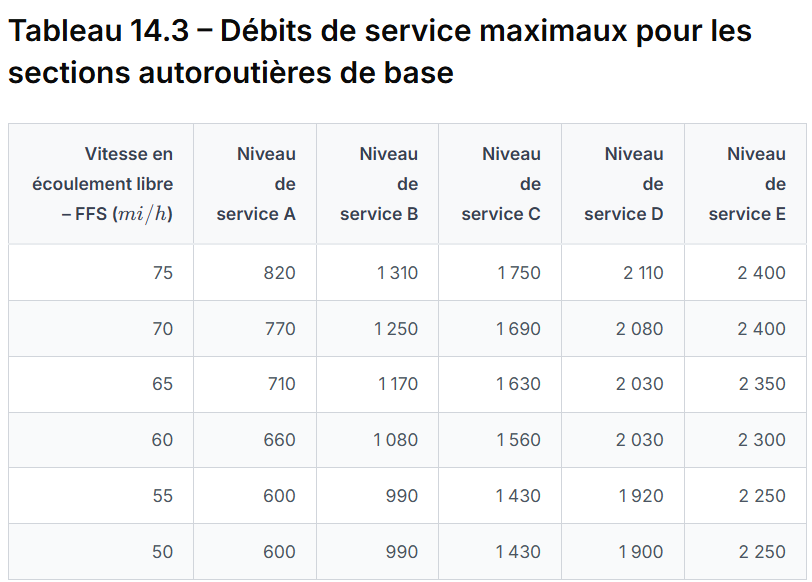 Tableau 14.3 – Débits de service maximaux pour les
sections autoroutières de base
Vitesse en écoulement libre – FFS (mi/h) Niveau de service A Niveau de service B Niveau de service C Niveau de service D Niveau de service E
75 820 1 310 1 750 2 110 2 400
70 770 1 250 1 690 2 080 2 400
65 710 1 170 1 630 2 030 2 350
60 660 1 080 1 560 2 030 2 300
55 600 990 1 430 1 920 2 250
50 600 990 1 430 1 900 2 250